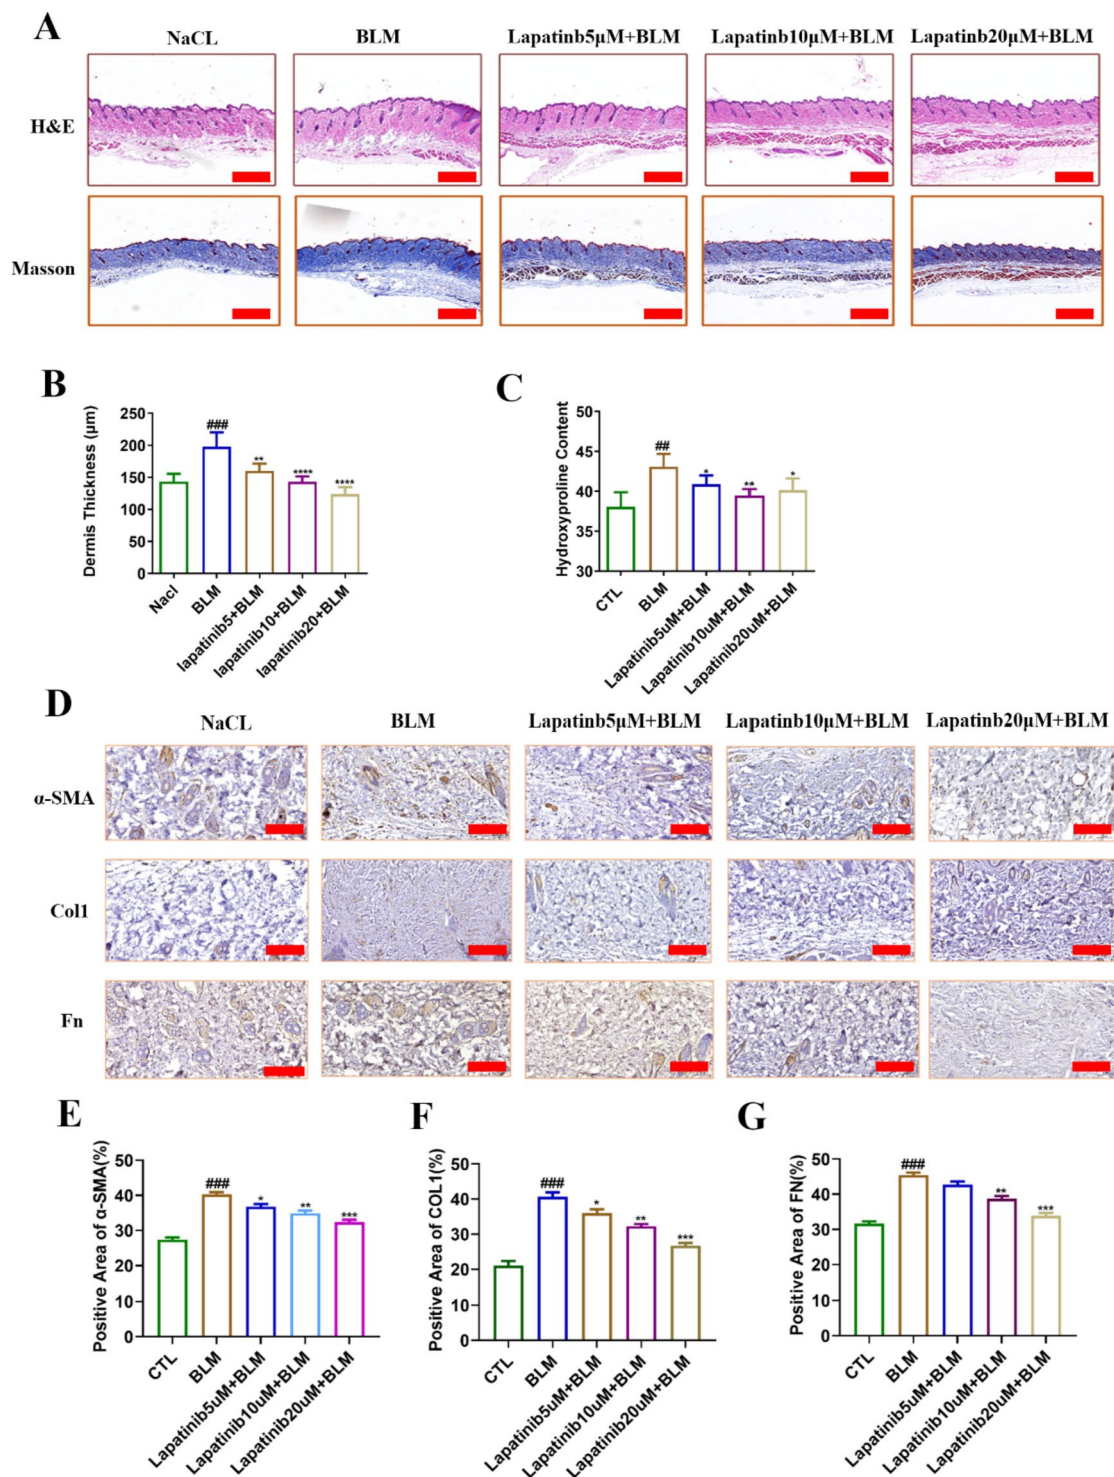 A
NaCL BLM Lapatinb5μM+BLM Lapatinb10μM+BLM Lapatinb20μM+BLM
H&E
Masson
B
Dermis Thickness (μm)
250
200
150
100
50
0
###
**
****
****
Nacl
BLM
lapatinib5+BLM
lapatinib10+BLM
lapatinib20+BLM
C
Hydroxyproline Content
45
40
35
30
##
*
**
*
CTL
BLM
Lapatinib5uM+BLM
Lapatinib10uM+BLM
Lapatinib20uM+BLM
D
NaCL BLM Lapatinb5μM+BLM Lapatinb10μM+BLM Lapatinb20μM+BLM
α-SMA
Col1
Fn
E
Positive Area of α-SMA(%)
50
40
30
20
10
0
###
*
**
***
CTL
BLM
Lapatinib5uM+BLM
Lapatinib10uM+BLM
Lapatinib20uM+BLM
F
Positive Area of COL1(%)
50
40
30
20
10
0
###
*
**
***
CTL
BLM
Lapatinib5uM+BLM
Lapatinib10uM+BLM
Lapatinib20uM+BLM
G
Positive Area of FN(%)
50
40
30
20
10
0
###
**
***
CTL
BLM
Lapatinib5uM+BLM
Lapatinib10uM+BLM
Lapatinib20uM+BLM